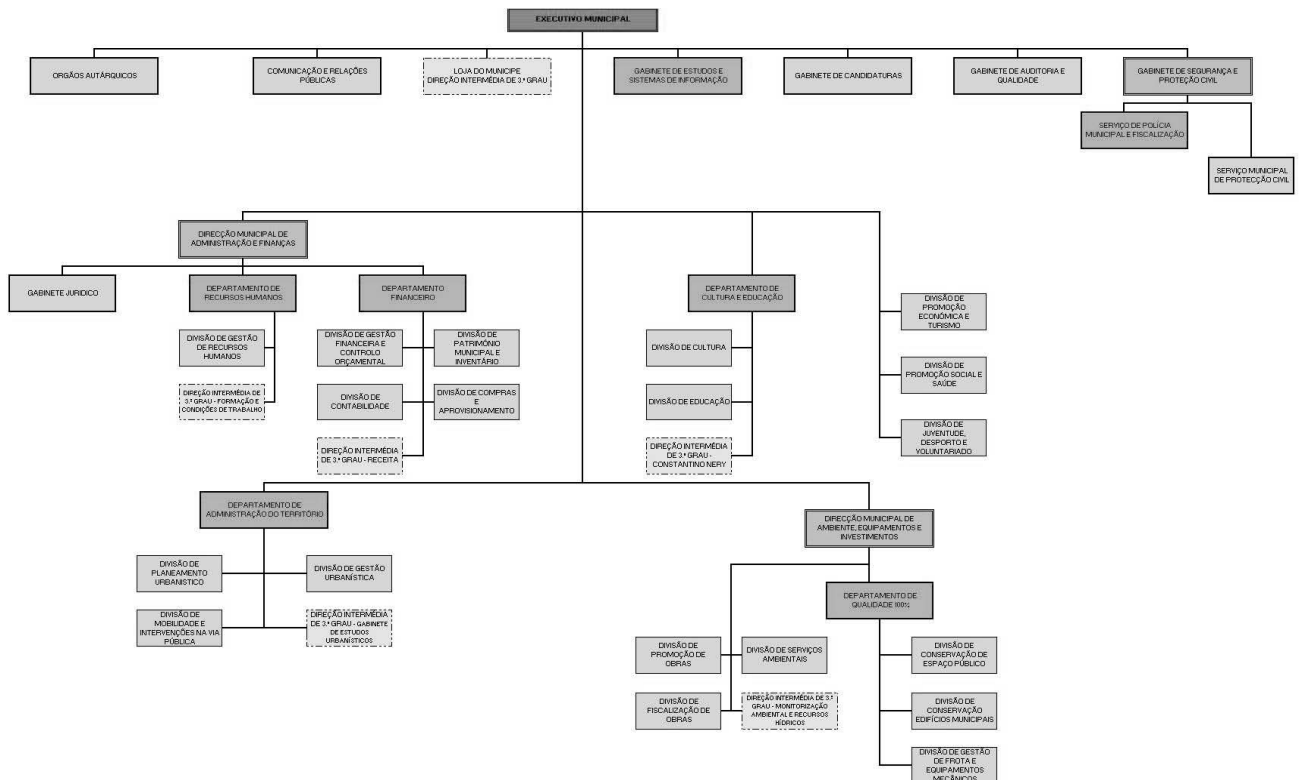 EXECUTIVO MUNICIPAL
ORGÃOS AUTÁRQUICOS
COMUNICAÇÃO E RELAÇÕES
PÚBLICAS
LOJA DO MUNICIPE
DIREÇÃO INTERMÉDIA DE 3.º GRAU
GABINETE DE ESTUDOS E
SISTEMAS DE INFORMAÇÃO
GABINETE DE CANDIDATURAS
GABINETE DE AUDITORIA E
QUALIDADE
GABINETE DE SEGURANÇA E
PROTEÇÃO CIVIL
SERVIÇO DE POLÍCIA
MUNICIPAL E FISCALIZAÇÃO
SERVIÇO MUNICIPAL
DE PROTECÇÃO CIVIL
DIRECÇÃO MUNICIPAL DE
ADMINISTRAÇÃO E FINANÇAS
GABINETE JURIDICO
DEPARTAMENTO DE
RECURSOS HUMANOS
DEPARTAMENTO
FINANCEIRO
DEPARTAMENTO DE
CULTURA E EDUCAÇÃO
DIVISÃO DE
PROMOÇÃO
ECONÓMICA E
TURISMO
DIVISÃO DE GESTÃO
DE RECURSOS
HUMANOS
DIVISÃO DE GESTÃO
FINANCEIRA E
CONTROLO
ORÇAMENTAL
DIVISÃO DE
PATRIMÓNIO
MUNICIPAL E
INVENTÁRIO
DIVISÃO DE CULTURA
DIVISÃO DE
PROMOÇÃO SOCIAL E
SAÚDE
DIREÇÃO INTERMÉDIA DE
3.º GRAU - FORMAÇÃO E
CONDIÇÕES DE TRABALHO
DIVISÃO DE
CONTABILIDADE
DIVISÃO DE COMPRAS
E
APROVISIONAMENTO
DIVISÃO DE EDUCAÇÃO
DIVISÃO DE
JUVENTUDE,
DESPORTO E
VOLUNTARIADO
DIREÇÃO INTERMÉDIA
DE 3.º GRAU - RECEITA
DIREÇÃO INTERMÉDIA
DE 3.º GRAU -
CONSTANTINO NERY
DEPARTAMENTO DE
ADMINISTRAÇÃO DO TERRITÓRIO
DIRECÇÃO MUNICIPAL DE
AMBIENTE, EQUIPAMENTOS E
INVESTIMENTOS
DIVISÃO DE
PLANEAMENTO
URBANISTICO
DIVISÃO DE GESTÃO
URBANÍSTICA
DEPARTAMENTO DE
QUALIDADE 100%
DIVISÃO DE
MOBILIDADE E
INTERVENÇÕES NA VIA
PÚBLICA
DIREÇÃO INTERMÉDIA
DE 3.º GRAU - GABINETE
DE ESTUDOS
URBANÍSTICOS
DIVISÃO DE
PROMOÇÃO DE
OBRAS
DIVISÃO DE SERVIÇOS
AMBIENTAIS
DIVISÃO DE
CONSERVAÇÃO DE
ESPAÇO PÚBLICO
DIVISÃO DE
FISCALIZAÇÃO DE
OBRAS
DIREÇÃO INTERMÉDIA DE 3.º
GRAU - MONITORIZAÇÃO
AMBIENTAL E RECURSOS
HÍDRICOS
DIVISÃO DE
CONSERVAÇÃO
EDIFÍCIOS MUNICIPAIS
DIVISÃO DE GESTÃO
DE FROTA E
EQUIPAMENTOS
MECÂNICOS